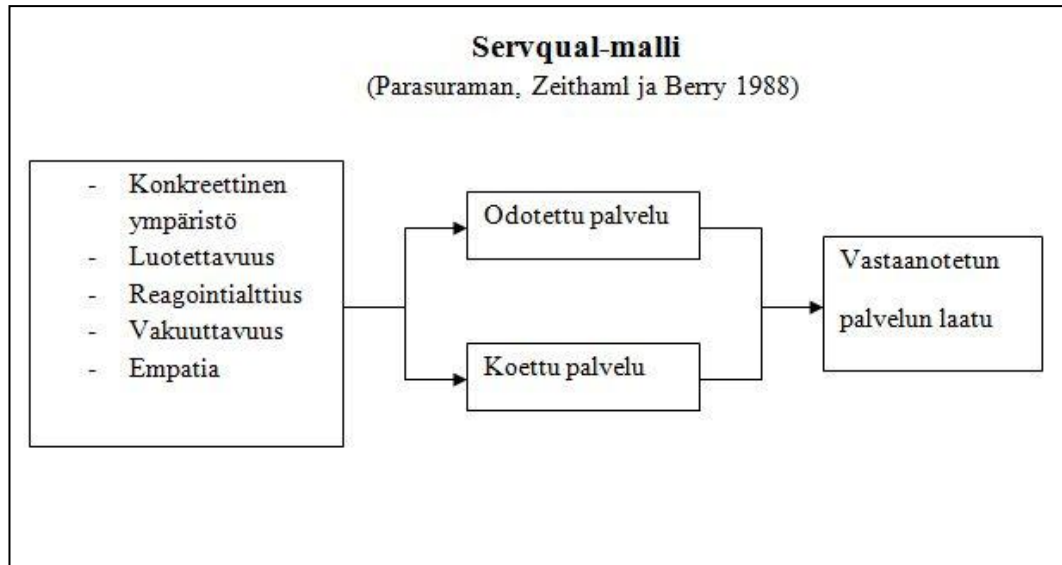 Servqual-malli
(Parasuraman, Zeithaml ja Berry 1988)
- Konkreettinen
ympäristö
- Luotettavuus
- Reagointialttius
- Vakuuttavuus
- Empatia
Odotettu palvelu
Koettu palvelu
Vastaanotetun
palvelun laatu